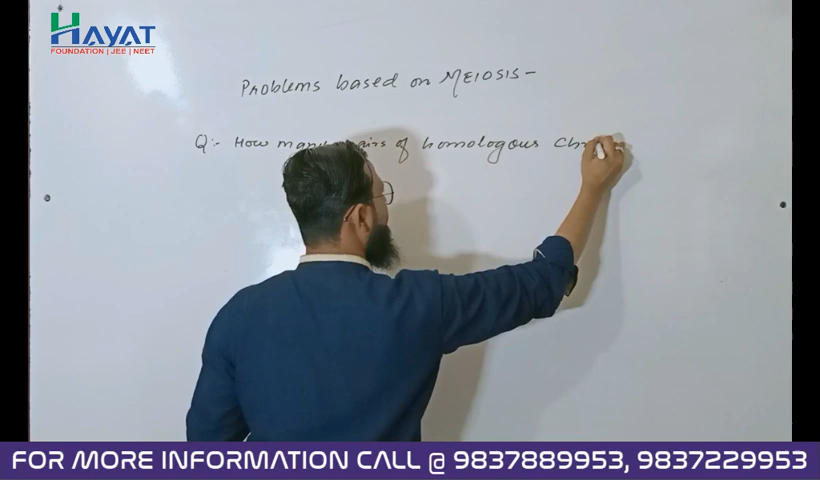 HAYAT
FOUNDATION | JEE | NEET
Problems based on MEIOSIS -
Q:- How many pairs of homologous Ch
FOR MORE INFORMATION CALL @ 9837889953, 9837229953